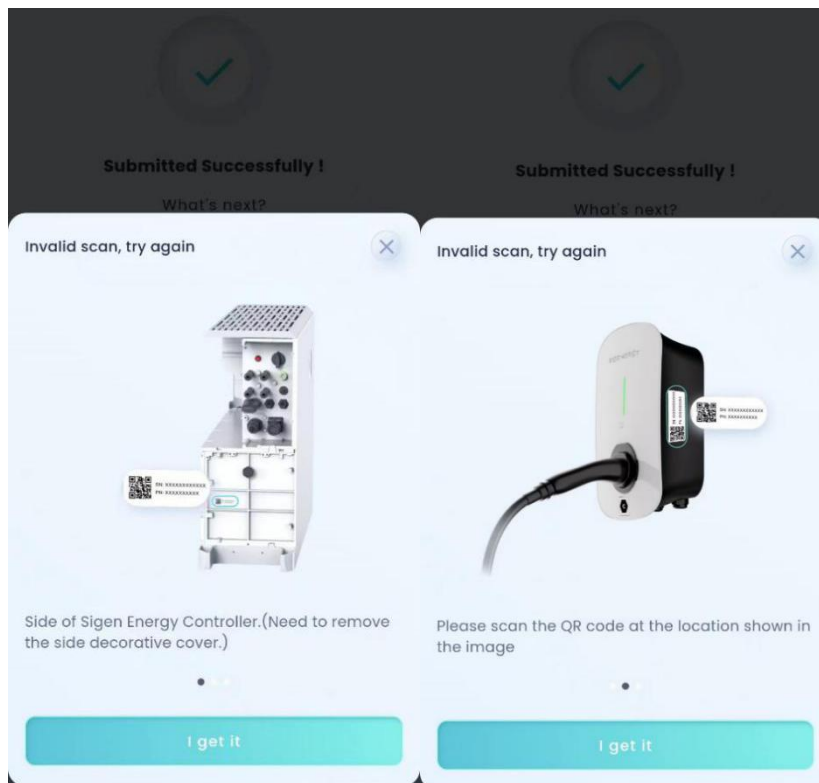 Submitted Successfully !
What's next?
Invalid scan, try again
SN: XXXXXXXXXXXX
PN: XXXXXXXXXX
Side of Sigen Energy Controller.(Need to remove
the side decorative cover.)
I get it
Submitted Successfully !
What's next?
Invalid scan, try again
SIGENERGY
SN: XXXXXXXXXXXX
PN: XXXXXXXXXX
Please scan the QR code at the location shown in
the image
I get it